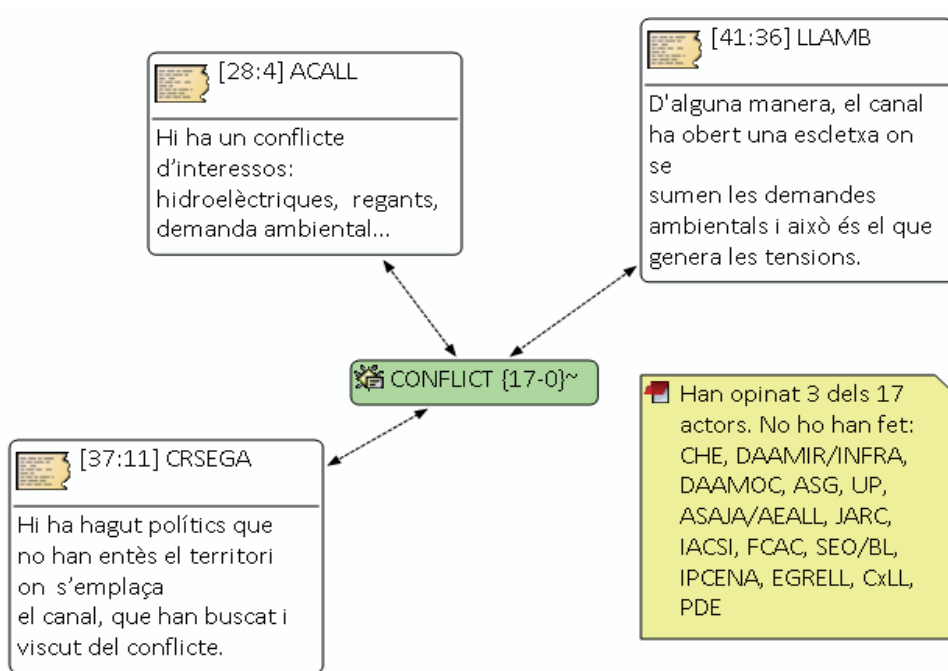 [28:4] ACALL
Hi ha un conflicte
d’interessos:
hidroelèctriques, regants,
demanda ambiental...
[41:36] LLAMB
D'alguna manera, el canal
ha obert una escletxa on
se
sumen les demandes
ambientals i això és el que
genera les tensions.
CONFLICT {17-0}~
[37:11] CRSEGA
Hi ha hagut polítics que
no han entès el territori
on s’emplaça
el canal, que han buscat i
viscut del conflicte.
Han opinat 3 dels 17
actors. No ho han fet:
CHE, DAAMIR/INFRA,
DAAMOC, ASG, UP,
ASAJA/AEALL, JARC,
IACSI, FCAC, SEO/BL,
IPCENA, EGRELL, CxLL,
PDE